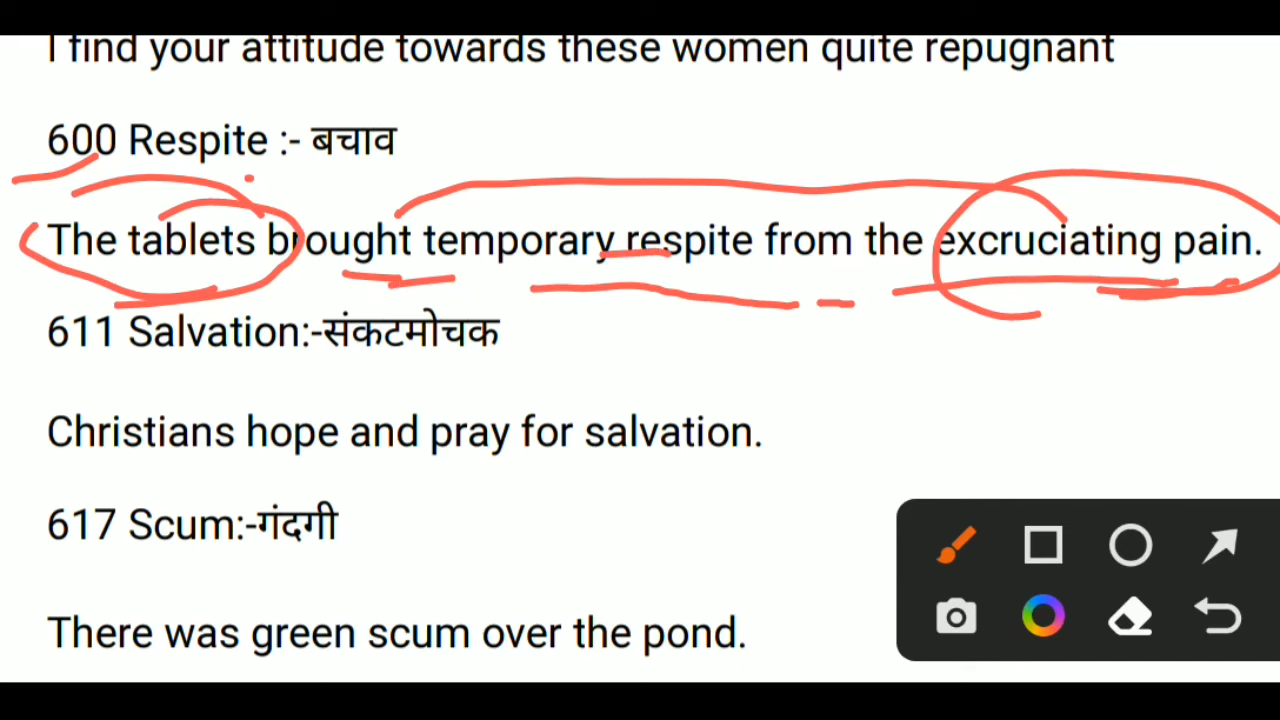 I find your attitude towards these women quite repugnant
600 Respite :- बचाव
The tablets brought temporary respite from the excruciating pain.
611 Salvation:-संकटमोचक
Christians hope and pray for salvation.
617 Scum:-गंदगी
There was green scum over the pond.